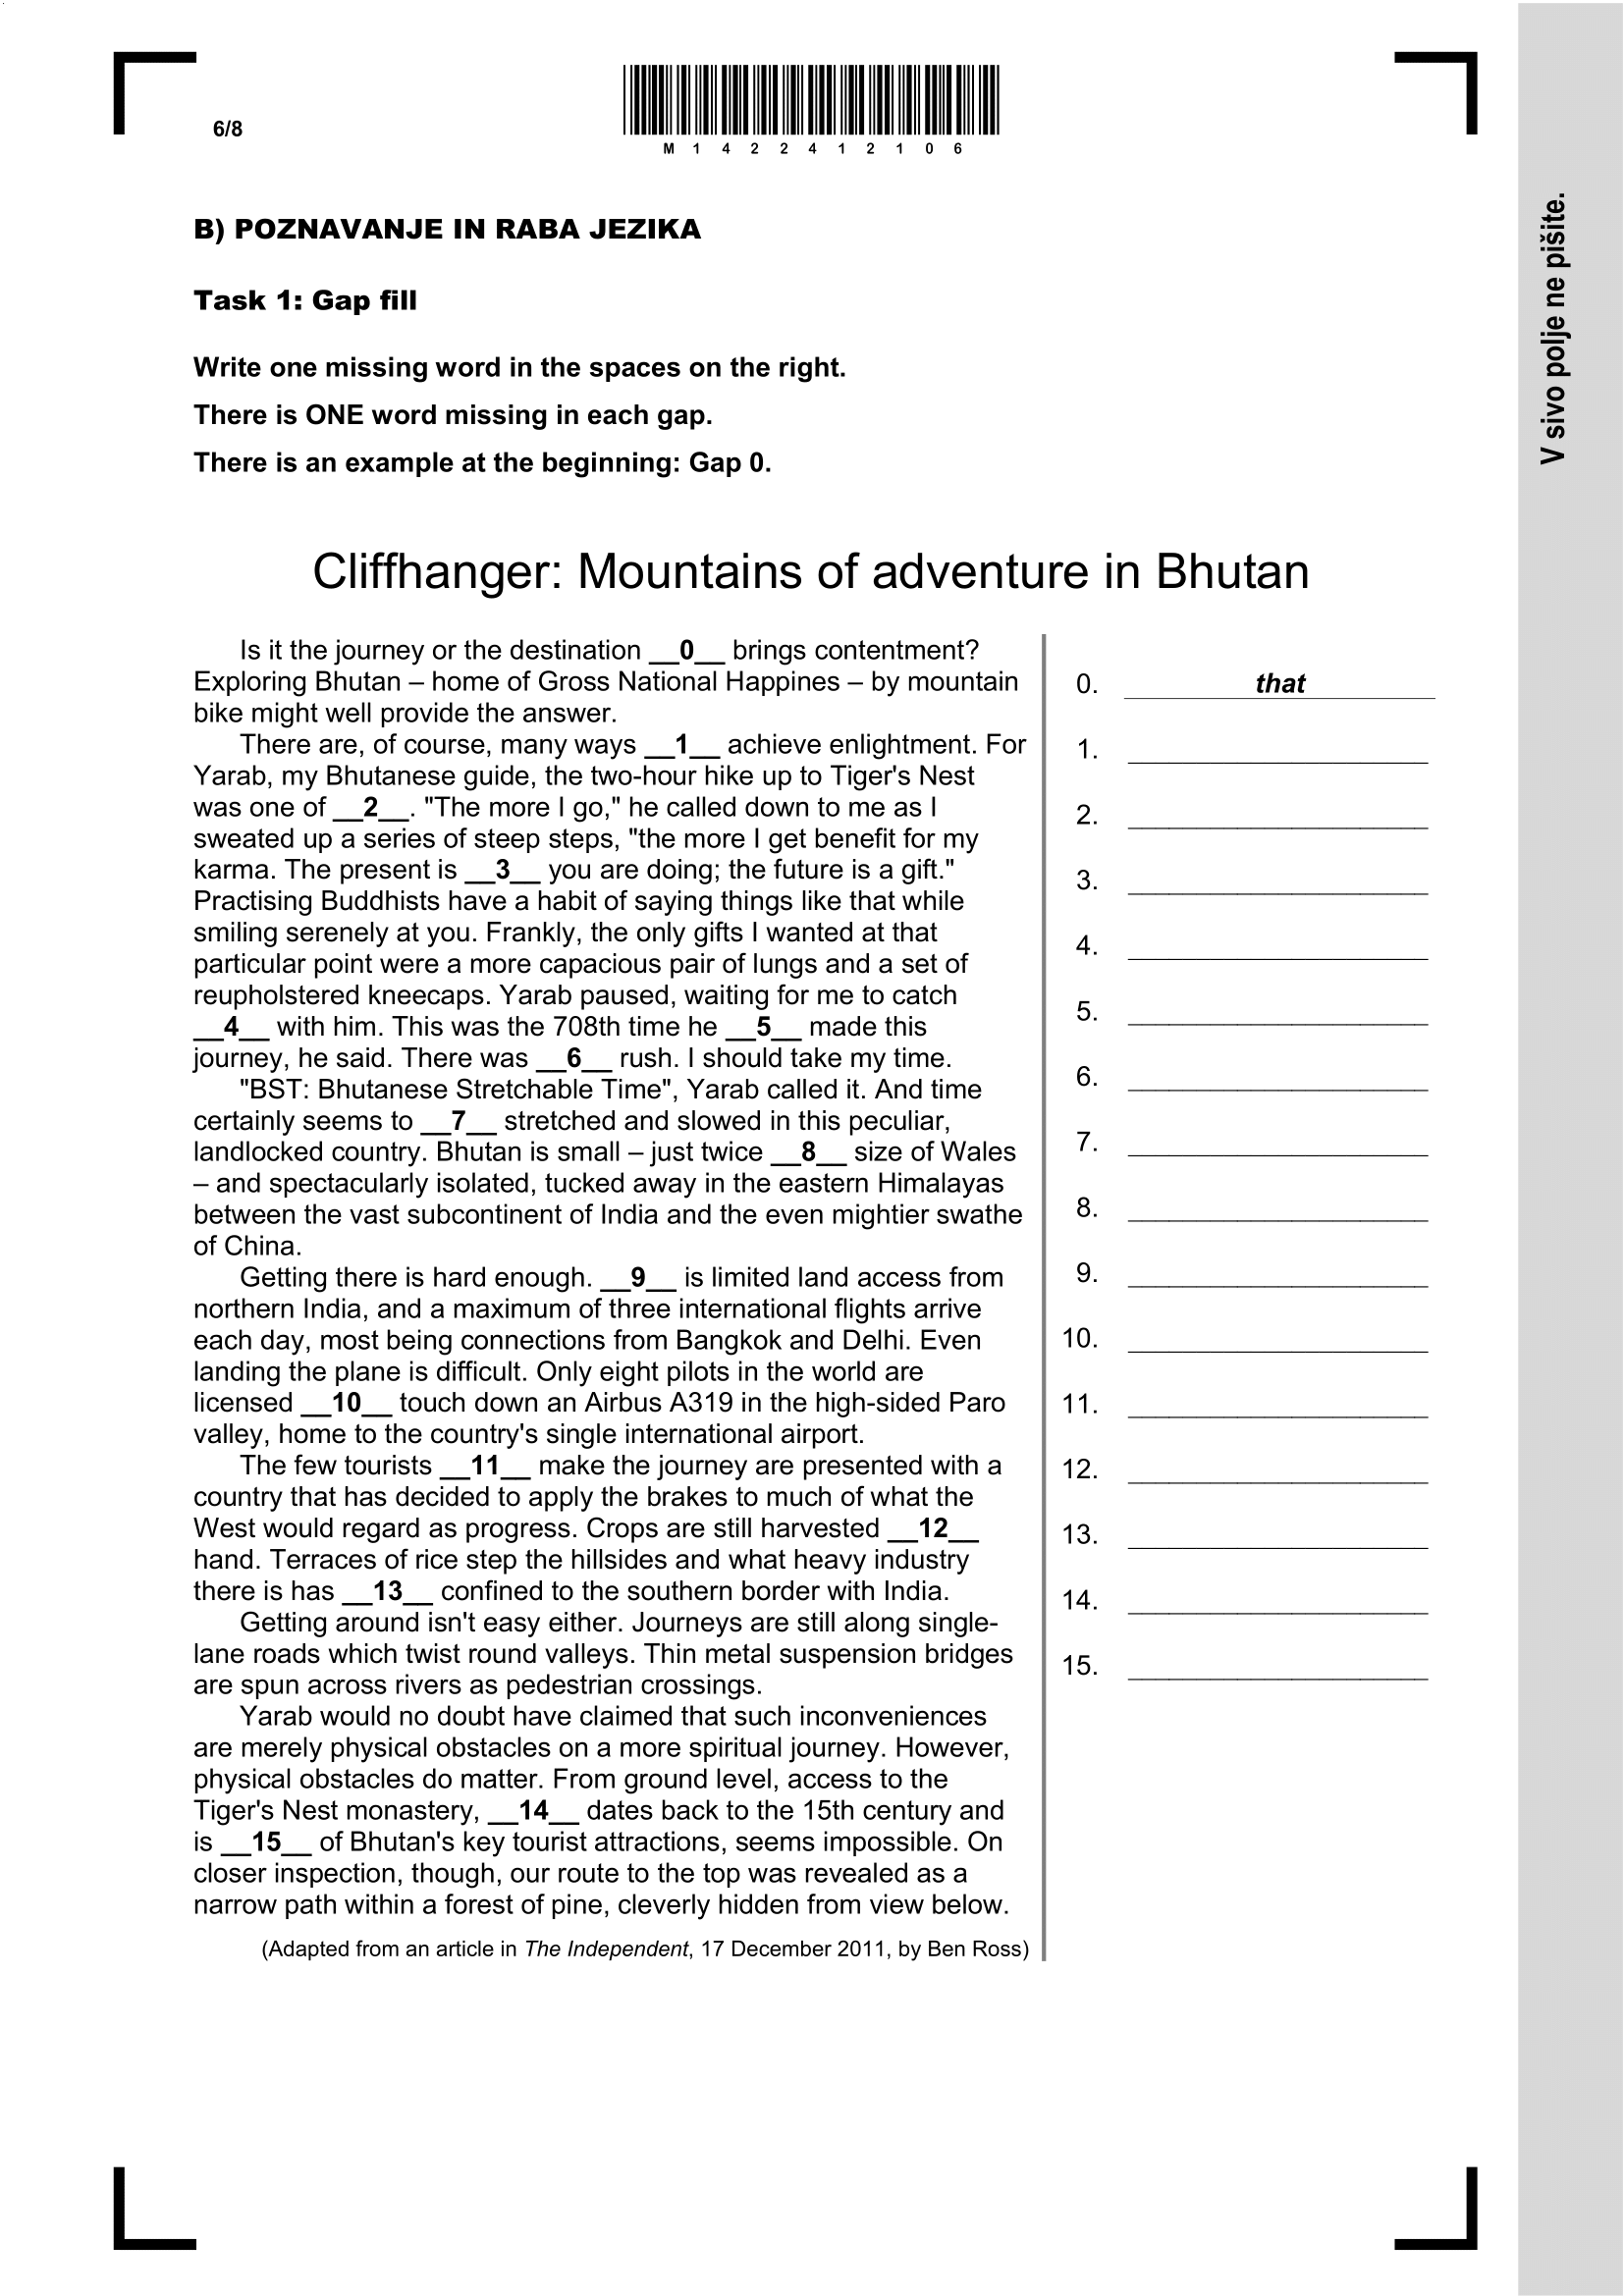 6/8
M 1 4 2 2 4 1 2 1 0 6
V sivo polje ne pišite.
B) POZNAVANJE IN RABA JEZIKA
Task 1: Gap fill
Write one missing word in the spaces on the right.
There is ONE word missing in each gap.
There is an example at the beginning: Gap 0.
Cliffhanger: Mountains of adventure in Bhutan
Is it the journey or the destination __0__ brings contentment?
Exploring Bhutan – home of Gross National Happines – by mountain
bike might well provide the answer.
There are, of course, many ways __1__ achieve enlightment. For
Yarab, my Bhutanese guide, the two-hour hike up to Tiger's Nest
was one of __2__. "The more I go," he called down to me as I
sweated up a series of steep steps, "the more I get benefit for my
karma. The present is __3__ you are doing; the future is a gift."
Practising Buddhists have a habit of saying things like that while
smiling serenely at you. Frankly, the only gifts I wanted at that
particular point were a more capacious pair of lungs and a set of
reupholstered kneecaps. Yarab paused, waiting for me to catch
__4__ with him. This was the 708th time he __5__ made this
journey, he said. There was __6__ rush. I should take my time.
"BST: Bhutanese Stretchable Time", Yarab called it. And time
certainly seems to __7__ stretched and slowed in this peculiar,
landlocked country. Bhutan is small – just twice __8__ size of Wales
– and spectacularly isolated, tucked away in the eastern Himalayas
between the vast subcontinent of India and the even mightier swathe
of China.
Getting there is hard enough. __9__ is limited land access from
northern India, and a maximum of three international flights arrive
each day, most being connections from Bangkok and Delhi. Even
landing the plane is difficult. Only eight pilots in the world are
licensed __10__ touch down an Airbus A319 in the high-sided Paro
valley, home to the country's single international airport.
The few tourists __11__ make the journey are presented with a
country that has decided to apply the brakes to much of what the
West would regard as progress. Crops are still harvested __12__
hand. Terraces of rice step the hillsides and what heavy industry
there is has __13__ confined to the southern border with India.
Getting around isn't easy either. Journeys are still along single-
lane roads which twist round valleys. Thin metal suspension bridges
are spun across rivers as pedestrian crossings.
Yarab would no doubt have claimed that such inconveniences
are merely physical obstacles on a more spiritual journey. However,
physical obstacles do matter. From ground level, access to the
Tiger's Nest monastery, __14__ dates back to the 15th century and
is __15__ of Bhutan's key tourist attractions, seems impossible. On
closer inspection, though, our route to the top was revealed as a
narrow path within a forest of pine, cleverly hidden from view below.
(Adapted from an article in The Independent, 17 December 2011, by Ben Ross)
0. that
1.
2.
3.
4.
5.
6.
7.
8.
9.
10.
11.
12.
13.
14.
15.